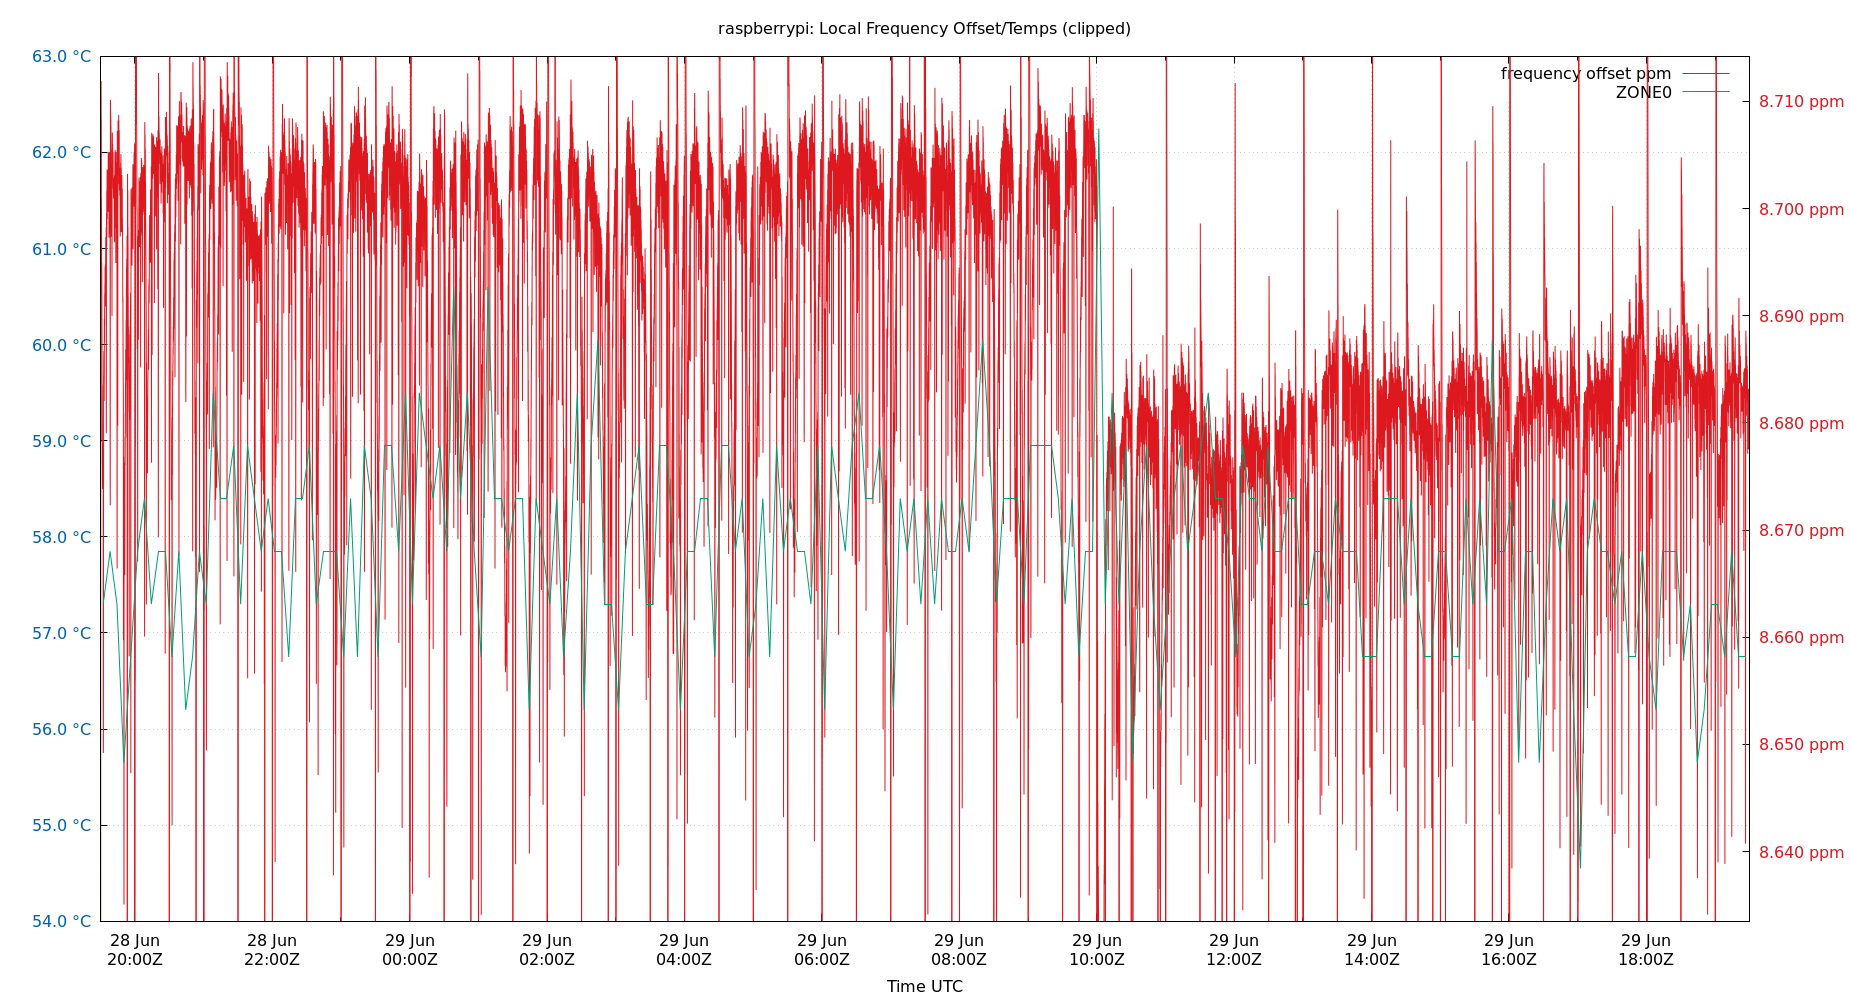 raspberrypi: Local Frequency Offset/Temps (clipped)
63.0 °C
62.0 °C
61.0 °C
60.0 °C
59.0 °C
58.0 °C
57.0 °C
56.0 °C
55.0 °C
54.0 °C
frequency offset ppm
ZONE0
8.710 ppm
8.700 ppm
8.690 ppm
8.680 ppm
8.670 ppm
8.660 ppm
8.650 ppm
8.640 ppm
28 Jun 28 Jun 29 Jun 29 Jun 29 Jun 29 Jun 29 Jun 29 Jun 29 Jun 29 Jun 29 Jun 29 Jun
20:00Z 22:00Z 00:00Z 02:00Z 04:00Z 06:00Z 08:00Z 10:00Z 12:00Z 14:00Z 16:00Z 18:00Z
Time UTC